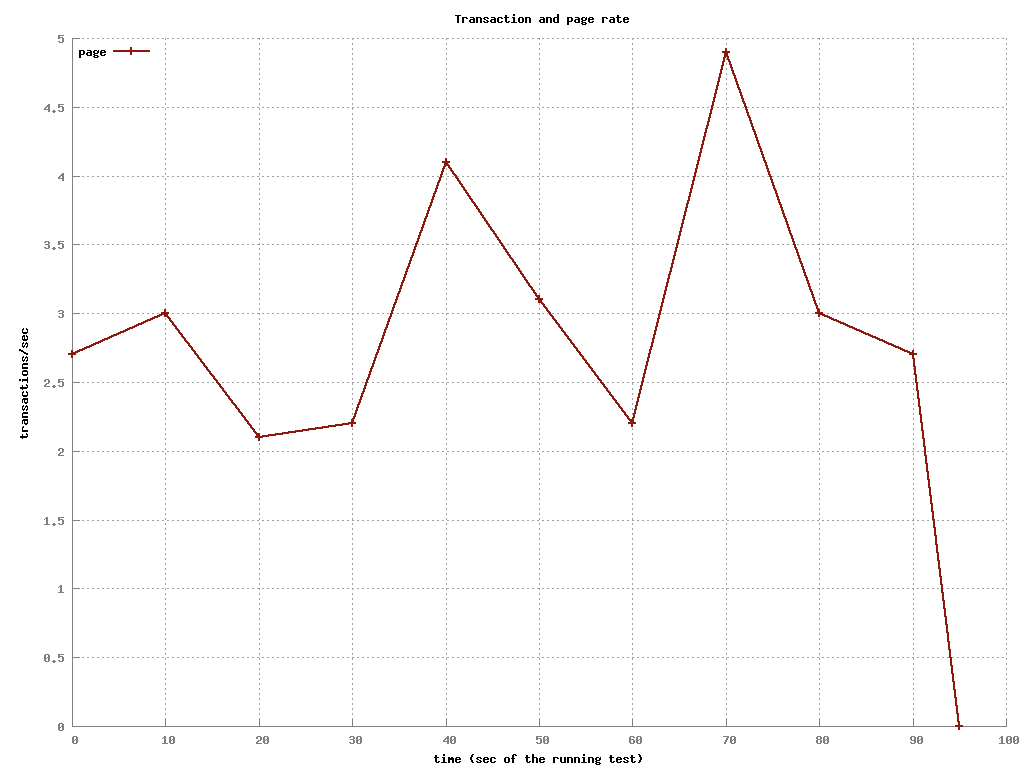 Transaction and page rate
page
5
4.5
4
3.5
3
2.5
2
1.5
1
0.5
0
transactions/sec
0 10 20 30 40 50 60 70 80 90 100
time (sec of the running test)